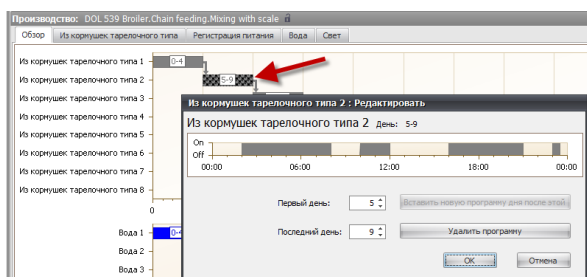 Производство: DOL 539 Broiler.Chain feeding.Mixing with scale
Обзор Из кормушек тарелочного типа Регистрация питания Вода Свет
Из кормушек тарелочного типа 1 0-4
Из кормушек тарелочного типа 2 5-9
Из кормушек тарелочного типа 3
Из кормушек тарелочного типа 4
Из кормушек тарелочного типа 5
Из кормушек тарелочного типа 6
Из кормушек тарелочного типа 7
Из кормушек тарелочного типа 8
0
Вода 1 0-4
Вода 2
Вода 3
Из кормушек тарелочного типа 2 : Редактировать
Из кормушек тарелочного типа 2 День: 5-9
On
Off
00:00 06:00 12:00 18:00 00:00
Первый день: 5 Вставить новую программу дня после этай
Последний день: 9 Удалить программу
OK Отмена